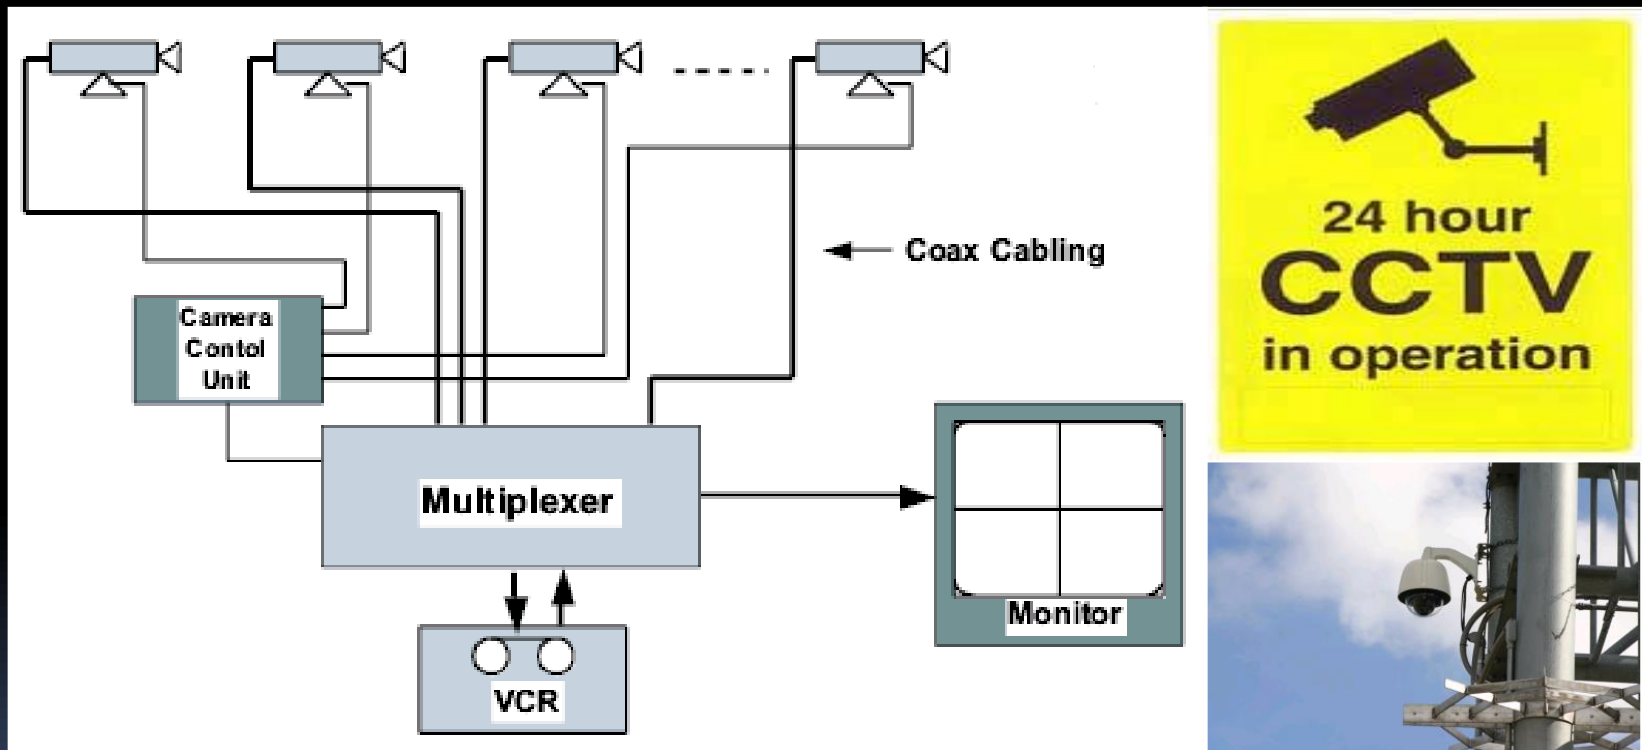 Coax Cabling
Camera
Contol
Unit
Multiplexer
Monitor
VCR
24 hour
CCTV
in operation